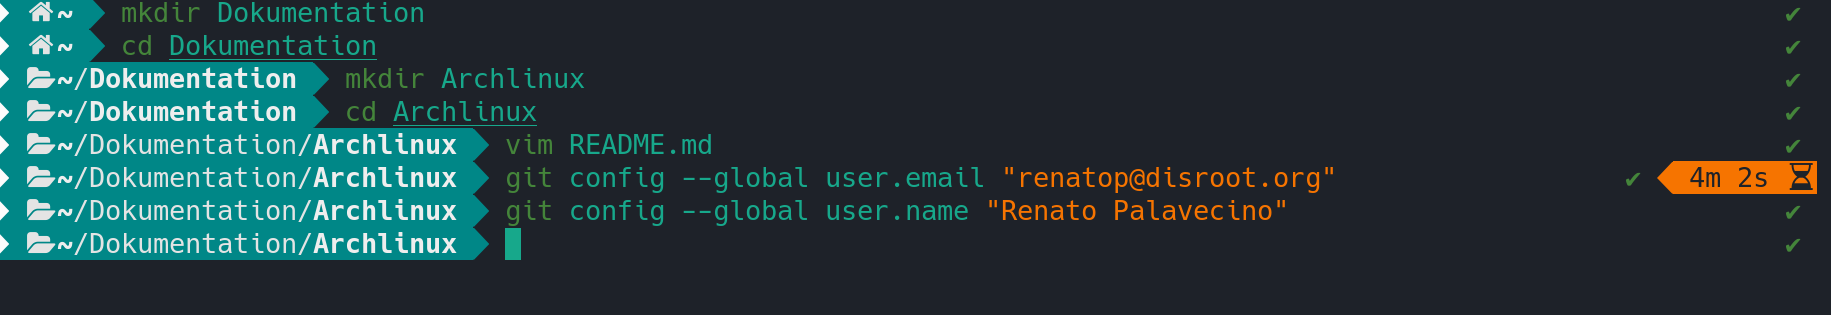 ~ mkdir Dokumentation ✔
~ cd Dokumentation ✔
~/Dokumentation mkdir Archlinux ✔
~/Dokumentation cd Archlinux ✔
~/Dokumentation/Archlinux vim README.md ✔
~/Dokumentation/Archlinux git config --global user.email "renatop@disroot.org" ✔ 4m 2s
~/Dokumentation/Archlinux git config --global user.name "Renato Palavecino" ✔
~/Dokumentation/Archlinux ✔